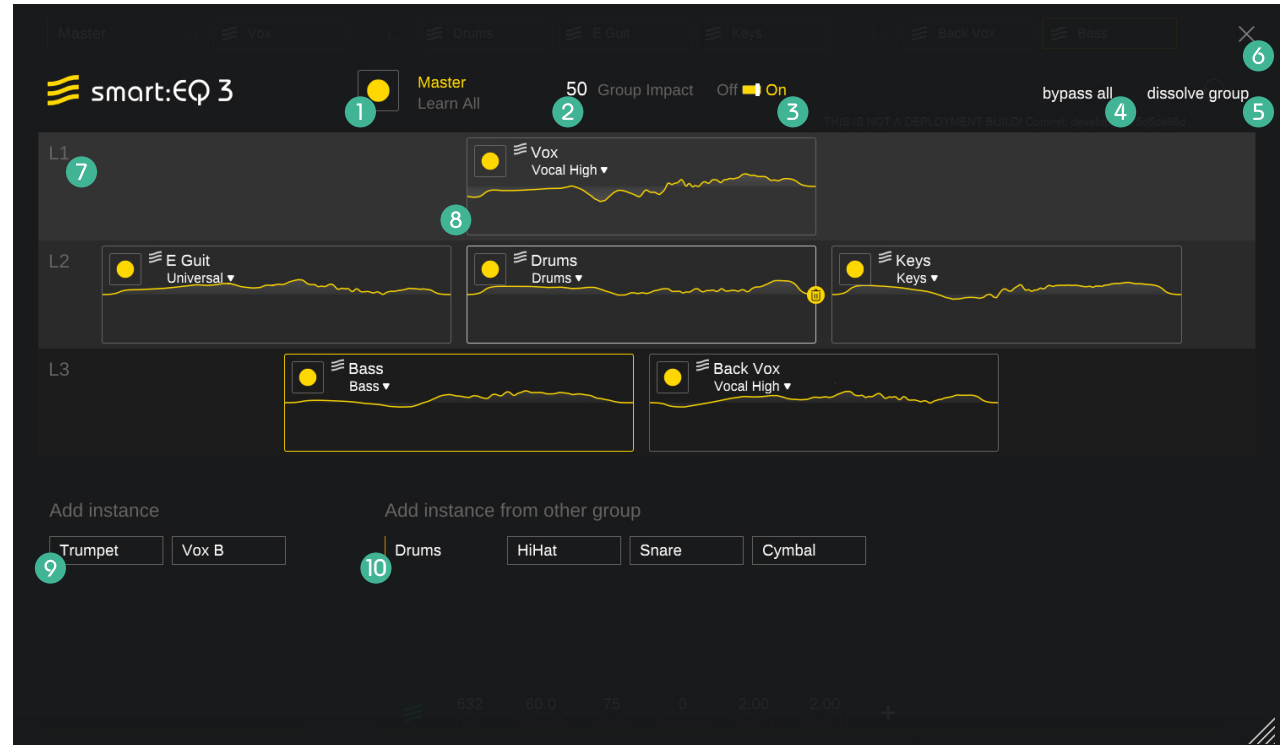 Master Vox Drums E Guit Keys Back Vox Bass
6
smart:EQ 3
Master
Learn All
50 Group Impact Off On
bypass all dissolve group
1 2 3 4 5
THIS IS NOT A DEPLOYMENT BUILD! Commit:
L1
7
Vox
Vocal High
8
L2
E Guit
Universal
Drums
Drums
Keys
Keys
L3
Bass
Bass
Back Vox
Vocal High
Add instance Add instance from other group
Trumpet Vox B Drums HiHat Snare Cymbal
9 10
632 60.0 75 0 2.00 2.00 +